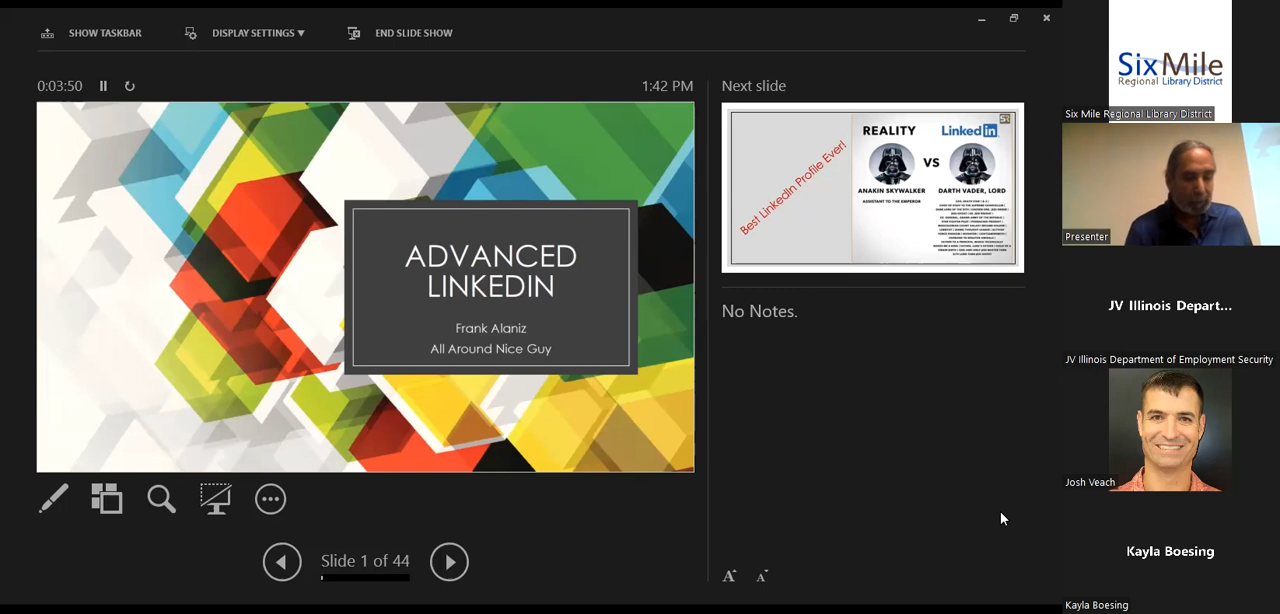 SHOW TASKBAR
DISPLAY SETTINGS ▼
END SLIDE SHOW
0:03:50
1:42 PM
ADVANCED
LINKEDIN
Frank Alaniz
All Around Nice Guy
Slide 1 of 44
Next slide
Best LinkedIn Profile Ever!
REALITY
LinkedIn
VS
ANAKIN SKYWALKER
DARTH VADER, LORD
ASSISTANT TO THE EMPEROR
No Notes.
A A
SixMile
Regional Library District
Six Mile Regional Library District
Presenter
JV Illinois Depart...
JV Illinois Department of Employment Security
Josh Veach
Kayla Boesing
Kayla Boesing